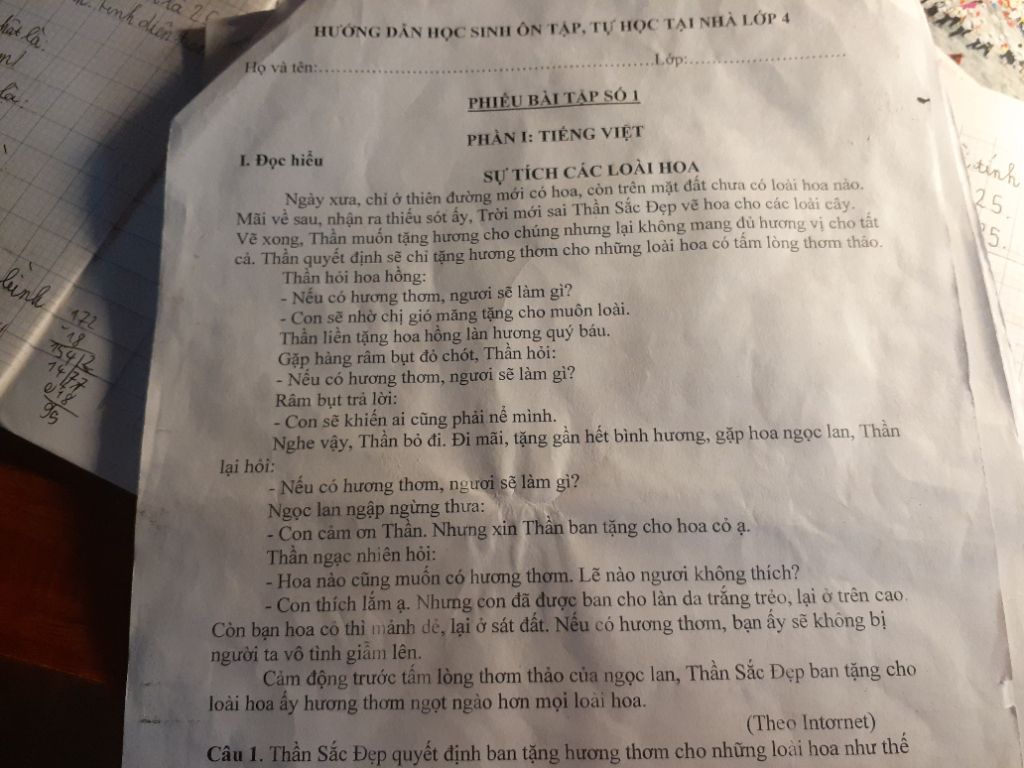 HƯỚNG DẪN HỌC SINH ÔN TẬP, TỰ HỌC TẠI NHÀ LỚP 4
Họ và tên:..........................................................Lớp:...........................
PHIẾU BÀI TẬP SỐ 1
PHẦN I: TIẾNG VIỆT
I. Đọc hiểu
SỰ TÍCH CÁC LOÀI HOA
Ngày xưa, chỉ ở thiên đường mới có hoa, còn trên mặt đất chưa có loài hoa nào.
Mãi về sau, nhận ra thiếu sót ấy, Trời mới sai Thần Sắc Đẹp vẽ hoa cho các loài cây.
Vẽ xong, Thần muốn tặng hương cho chúng nhưng lại không mang đủ hương vị cho tất
cả. Thần quyết định sẽ chỉ tặng hương thơm cho những loài hoa có tấm lòng thơm thảo.
Thần hỏi hoa hồng:
- Nếu có hương thơm, ngươi sẽ làm gì?
- Con sẽ nhờ chị gió măng tặng cho muôn loài.
Thần liền tặng hoa hồng làn hương quý báu.
Gặp hàng râm bụt đỏ chót, Thần hỏi:
- Nếu có hương thơm, ngươi sẽ làm gì?
Râm bụt trả lời:
- Con sẽ khiến ai cũng phải nể mình.
Nghe vậy, Thần bỏ đi. Đi mãi, tặng gần hết bình hương, gặp hoa ngọc lan, Thần
lại hỏi:
- Nếu có hương thơm, ngươi sẽ làm gì?
Ngọc lan ngập ngừng thưa:
- Con cảm ơn Thần. Nhưng xin Thần ban tặng cho hoa cỏ ạ.
Thần ngạc nhiên hỏi:
- Hoa nào cũng muốn có hương thơm. Lẽ nào ngươi không thích?
- Con thích lắm ạ. Nhưng con đã được ban cho làn da trắng trẻo, lại ở trên cao.
Còn bạn hoa cỏ thì mảnh dẻ, lại ở sát đất. Nếu có hương thơm, bạn ấy sẽ không bị
người ta vô tình giẫm lên.
Cảm động trước tấm lòng thơm thảo của ngọc lan, Thần Sắc Đẹp ban tặng cho
loài hoa ấy hương thơm ngọt ngào hơn mọi loài hoa.
(Theo Internet)
Câu 1. Thần Sắc Đẹp quyết định ban tặng hương thơm cho những loài hoa như thế
172
- 18
154
14
77
+18
95
tính
25.